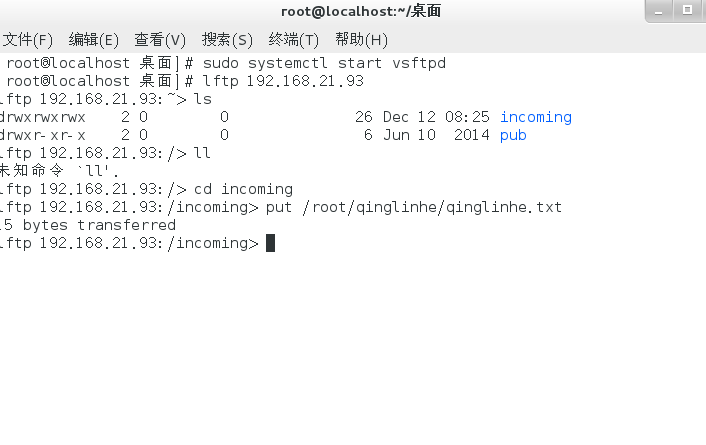 root@localhost:~/桌面
文件(F) 编辑(E) 查看(V) 搜索(S) 终端(T) 帮助(H)
root@localhost 桌面]# sudo systemctl start vsftpd
root@localhost 桌面]# lftp 192.168.21.93
lftp 192.168.21.93:~> ls
drwxrwxrwx    2 0        0              26 Dec 12 08:25 incoming
drwxr-xr-x    2 0        0               6 Jun 10  2014 pub
lftp 192.168.21.93:/> ll
未知命令 `ll'.
lftp 192.168.21.93:/> cd incoming
lftp 192.168.21.93:/incoming> put /root/qinglinhe/qinglinhe.txt
bytes transferred
lftp 192.168.21.93:/incoming>